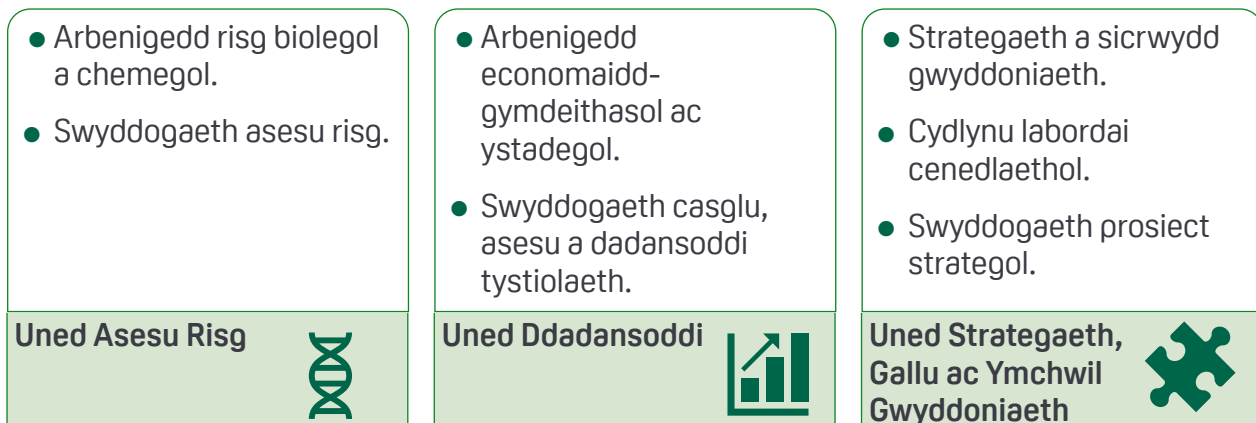 ● Arbenigedd risg biolegol
a chemegol.
● Swyddogaeth asesu risg.
Uned Asesu Risg
● Arbenigedd
economaidd-
gymdeithasol ac
ystadegol.
● Swyddogaeth casglu,
asesu a dadansoddi
tystiolaeth.
Uned Ddadansoddi
● Strategaeth a sicrwydd
gwyddoniaeth.
● Cydlynu labordai
cenedlaethol.
● Swyddogaeth prosiect
strategol.
Uned Strategaeth,
Gallu ac Ymchwil
Gwyddoniaeth